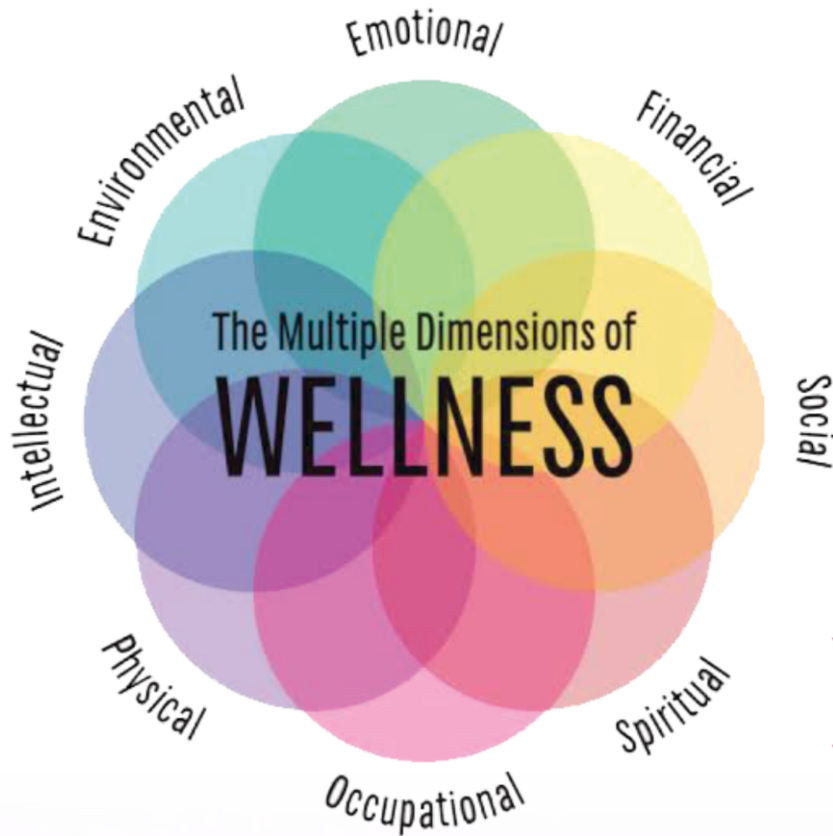 Emotional
Financial
Social
Spiritual
Occupational
Physical
Intellectual
Environmental
The Multiple Dimensions of
WELLNESS